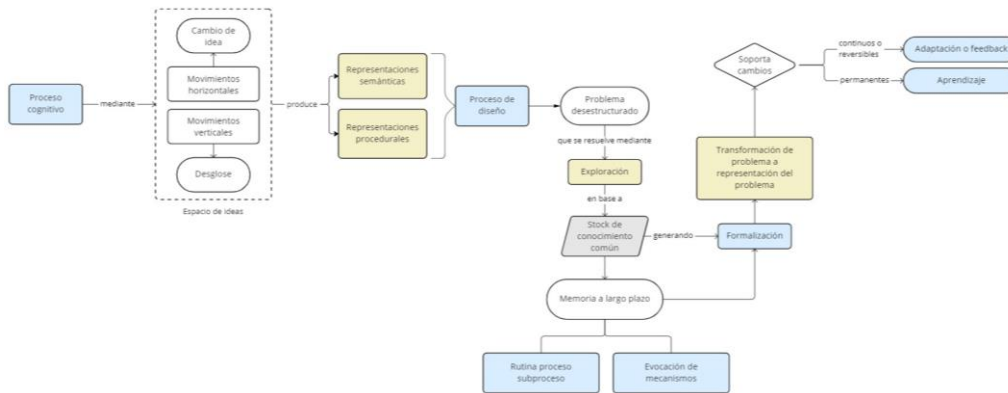 Proceso
cognitivo
mediante
Cambio de
idea
Movimientos
horizontales
Movimientos
verticales
Desglose
Espacio de ideas
produce
Representaciones
semánticas
Representaciones
procedurales
Proceso de
diseño
Problema
desestructurado
que se resuelve mediante
Exploración
en base a
Stock de
conocimiento
común
generando
Formalización
Memoria a largo plazo
Rutina proceso
subproceso
Evocación de
mecanismos
Transformación de
problema a
representación del
problema
Soporta
cambios
continuos o
reversibles
Adaptación o feedback
permanentes
Aprendizaje